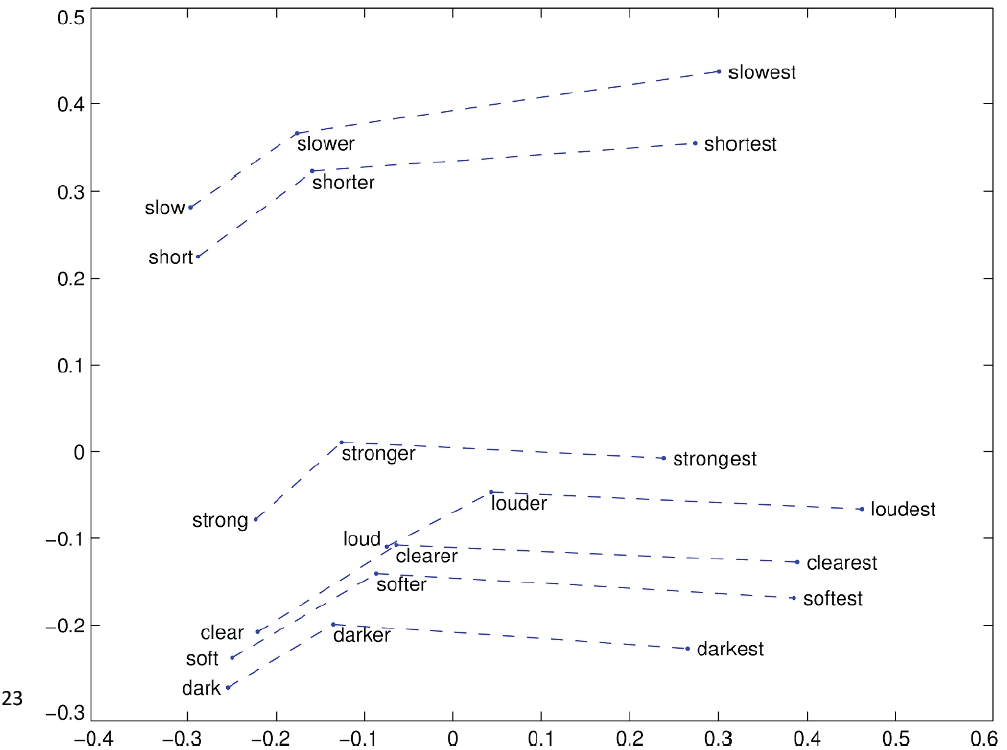 0.5
slowest
0.4
slower
shortest
shorter
0.3
slow
short
0.2
0.1
0
stronger
strongest
louder
loudest
strong
−0.1
loud
clearer
clearest
softer
softest
−0.2
clear
darker
darkest
soft
dark
23
−0.3
−0.4 −0.3 −0.2 −0.1 0 0.1 0.2 0.3 0.4 0.5 0.6